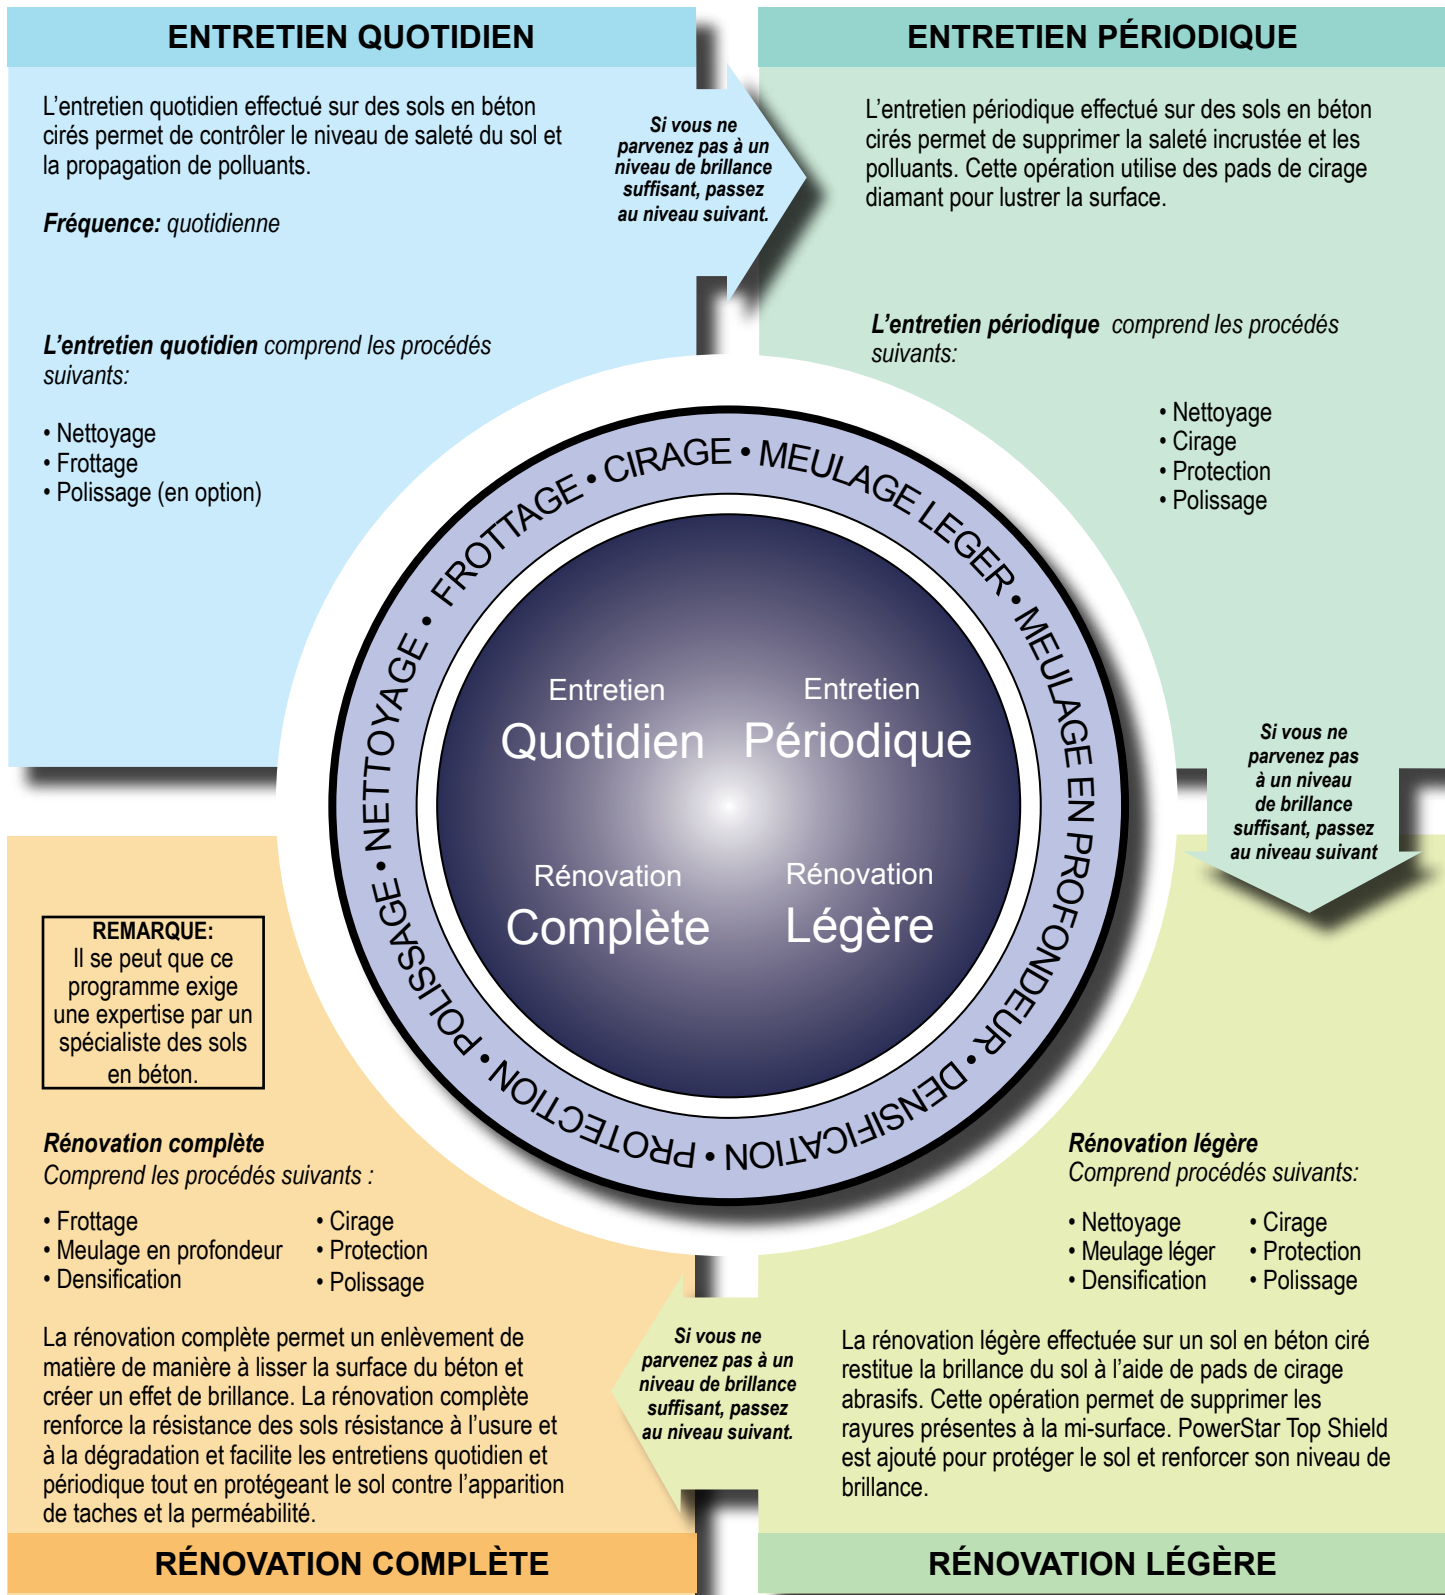 ENTRETIEN QUOTIDIEN
L'entretien quotidien effectué sur des sols en béton
cirés permet de contrôler le niveau de saleté du sol et
la propagation de polluants.
Fréquence: quotidienne
L'entretien quotidien comprend les procédés
suivants:
• Nettoyage
• Frottage
• Polissage (en option)
Si vous ne
parvenez pas à un
niveau de brillance
suffisant, passez
au niveau suivant.
ENTRETIEN PÉRIODIQUE
L'entretien périodique effectué sur des sols en béton
cirés permet de supprimer la saleté incrustée et les
polluants. Cette opération utilise des pads de cirage
diamant pour lustrer la surface.
L'entretien périodique comprend les procédés
suivants:
• Nettoyage
• Cirage
• Protection
• Polissage
Si vous ne
parvenez pas
à un niveau
de brillance
suffisant, passez
au niveau suivant
NETTOYAGE • FROTTAGE • CIRAGE • MEULAGE LEGER • MEULAGE EN PROFONDEUR • DENSIFICATION • PROTECTION • POLISSAGE •
Entretien
Quotidien
Entretien
Périodique
Rénovation
Complète
Rénovation
Légère
REMARQUE:
Il se peut que ce
programme exige
une expertise par un
spécialiste des sols
en béton.
Rénovation complète
Comprend les procédés suivants :
• Frottage
• Meulage en profondeur
• Densification
• Cirage
• Protection
• Polissage
La rénovation complète permet un enlèvement de
matière de manière à lisser la surface du béton et
créer un effet de brillance. La rénovation complète
renforce la résistance des sols résistance à l'usure et
à la dégradation et facilite les entretiens quotidien et
périodique tout en protégeant le sol contre l'apparition
de taches et la perméabilité.
RÉNOVATION COMPLÈTE
Si vous ne
parvenez pas à un
niveau de brillance
suffisant, passez
au niveau suivant.
Rénovation légère
Comprend procédés suivants:
• Nettoyage
• Meulage léger
• Densification
• Cirage
• Protection
• Polissage
La rénovation légère effectuée sur un sol en béton ciré
restitue la brillance du sol à l'aide de pads de cirage
abrasifs. Cette opération permet de supprimer les
rayures présentes à la mi-surface. PowerStar Top Shield
est ajouté pour protéger le sol et renforcer son niveau de
brillance.
RÉNOVATION LÉGÈRE